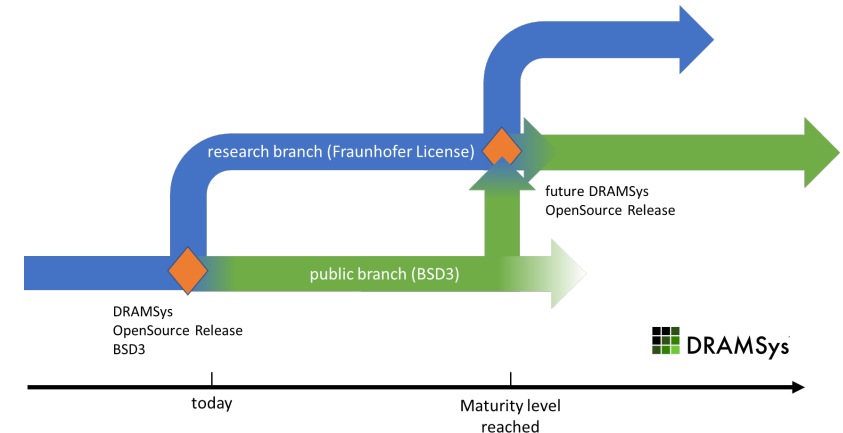 research branch (Fraunhofer License)
future DRAMSys
OpenSource Release
public branch (BSD3)
DRAMSys
OpenSource Release
BSD3
DRAMSys
today
Maturity level
reached